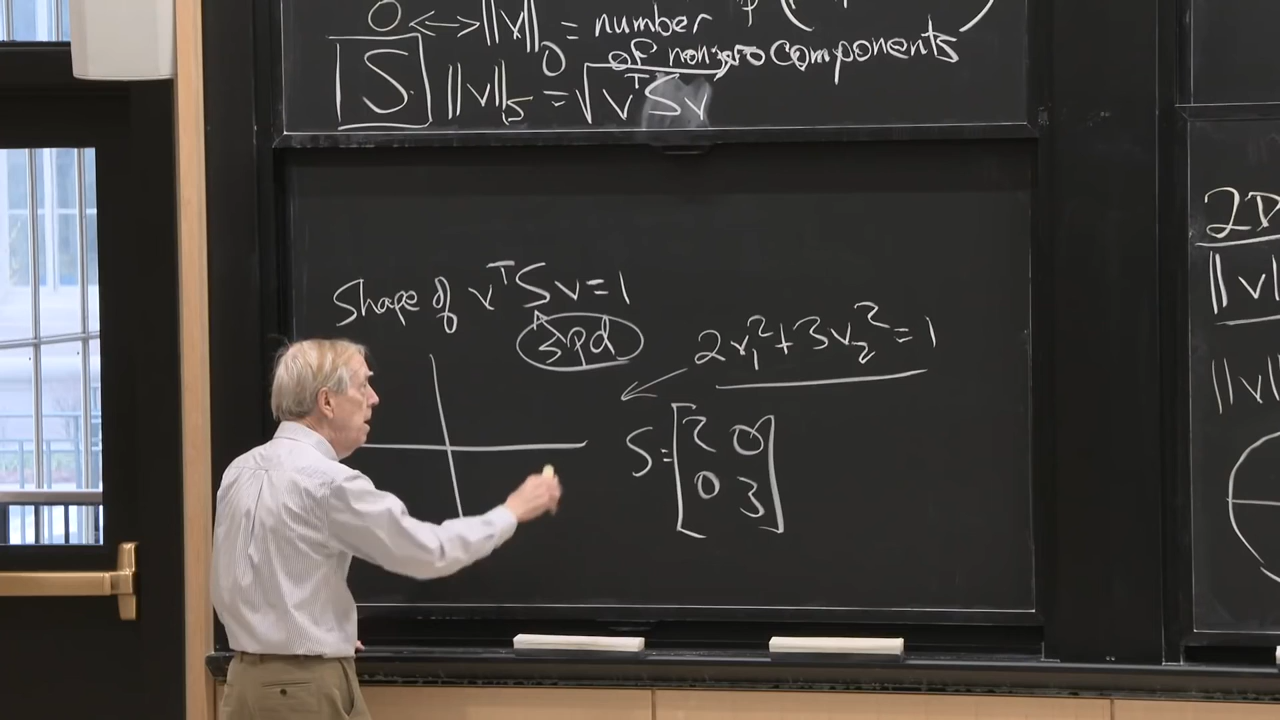 0 ↔ ||v||₀ = number
of nonzero components
S ||v||_S = √(vᵀSv)
Shape of vᵀSv=1
spd
2v₁²+3v₂²=1
S=[2 0
0 3]
2D
||v||
||v||